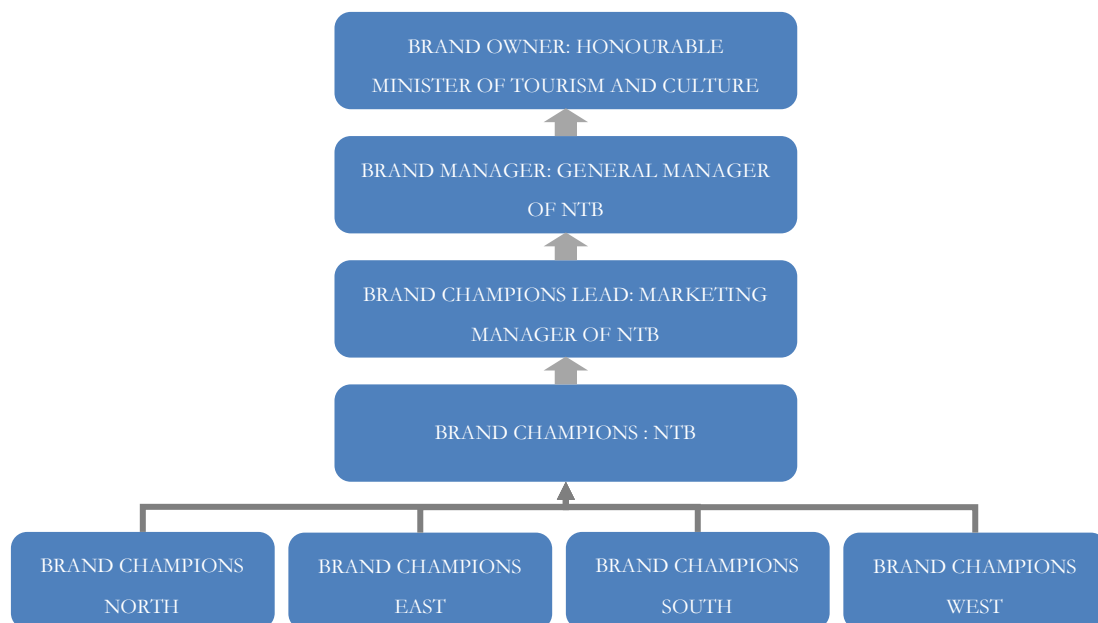 BRAND OWNER: HONOURABLE
MINISTER OF TOURISM AND CULTURE
BRAND MANAGER: GENERAL MANAGER
OF NTB
BRAND CHAMPIONS LEAD: MARKETING
MANAGER OF NTB
BRAND CHAMPIONS : NTB
BRAND CHAMPIONS
NORTH
BRAND CHAMPIONS
EAST
BRAND CHAMPIONS
SOUTH
BRAND CHAMPIONS
WEST